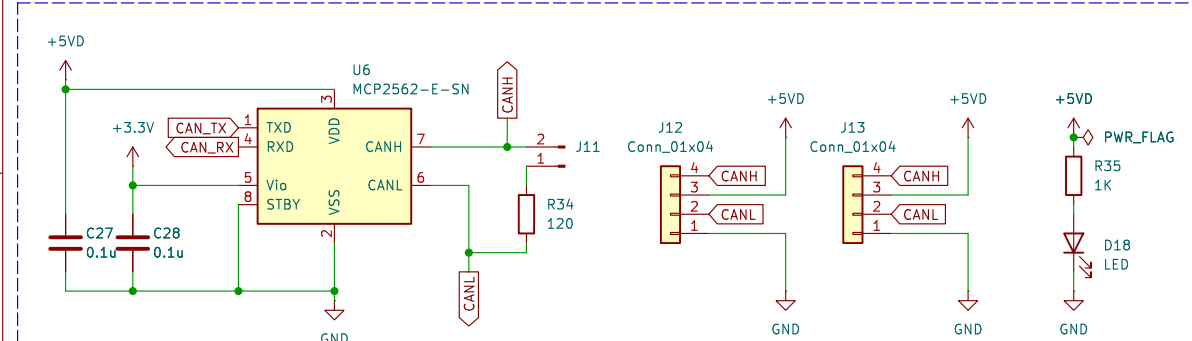 +5VD
U6
MCP2562-E-SN
3
VDD
CAN_TX
1
TXD
CAN_RX
4
RXD
+3.3V
5
Vio
8
STBY
VSS
2
CANH
7
CANL
6
CANH
2
1
J11
R34
120
CANL
C27
0.1u
C28
0.1u
GND
J12
Conn_01x04
+5VD
4
CANH
3
2
CANL
1
GND
J13
Conn_01x04
+5VD
4
CANH
3
2
CANL
1
GND
+5VD
PWR_FLAG
R35
1K
D18
LED
GND